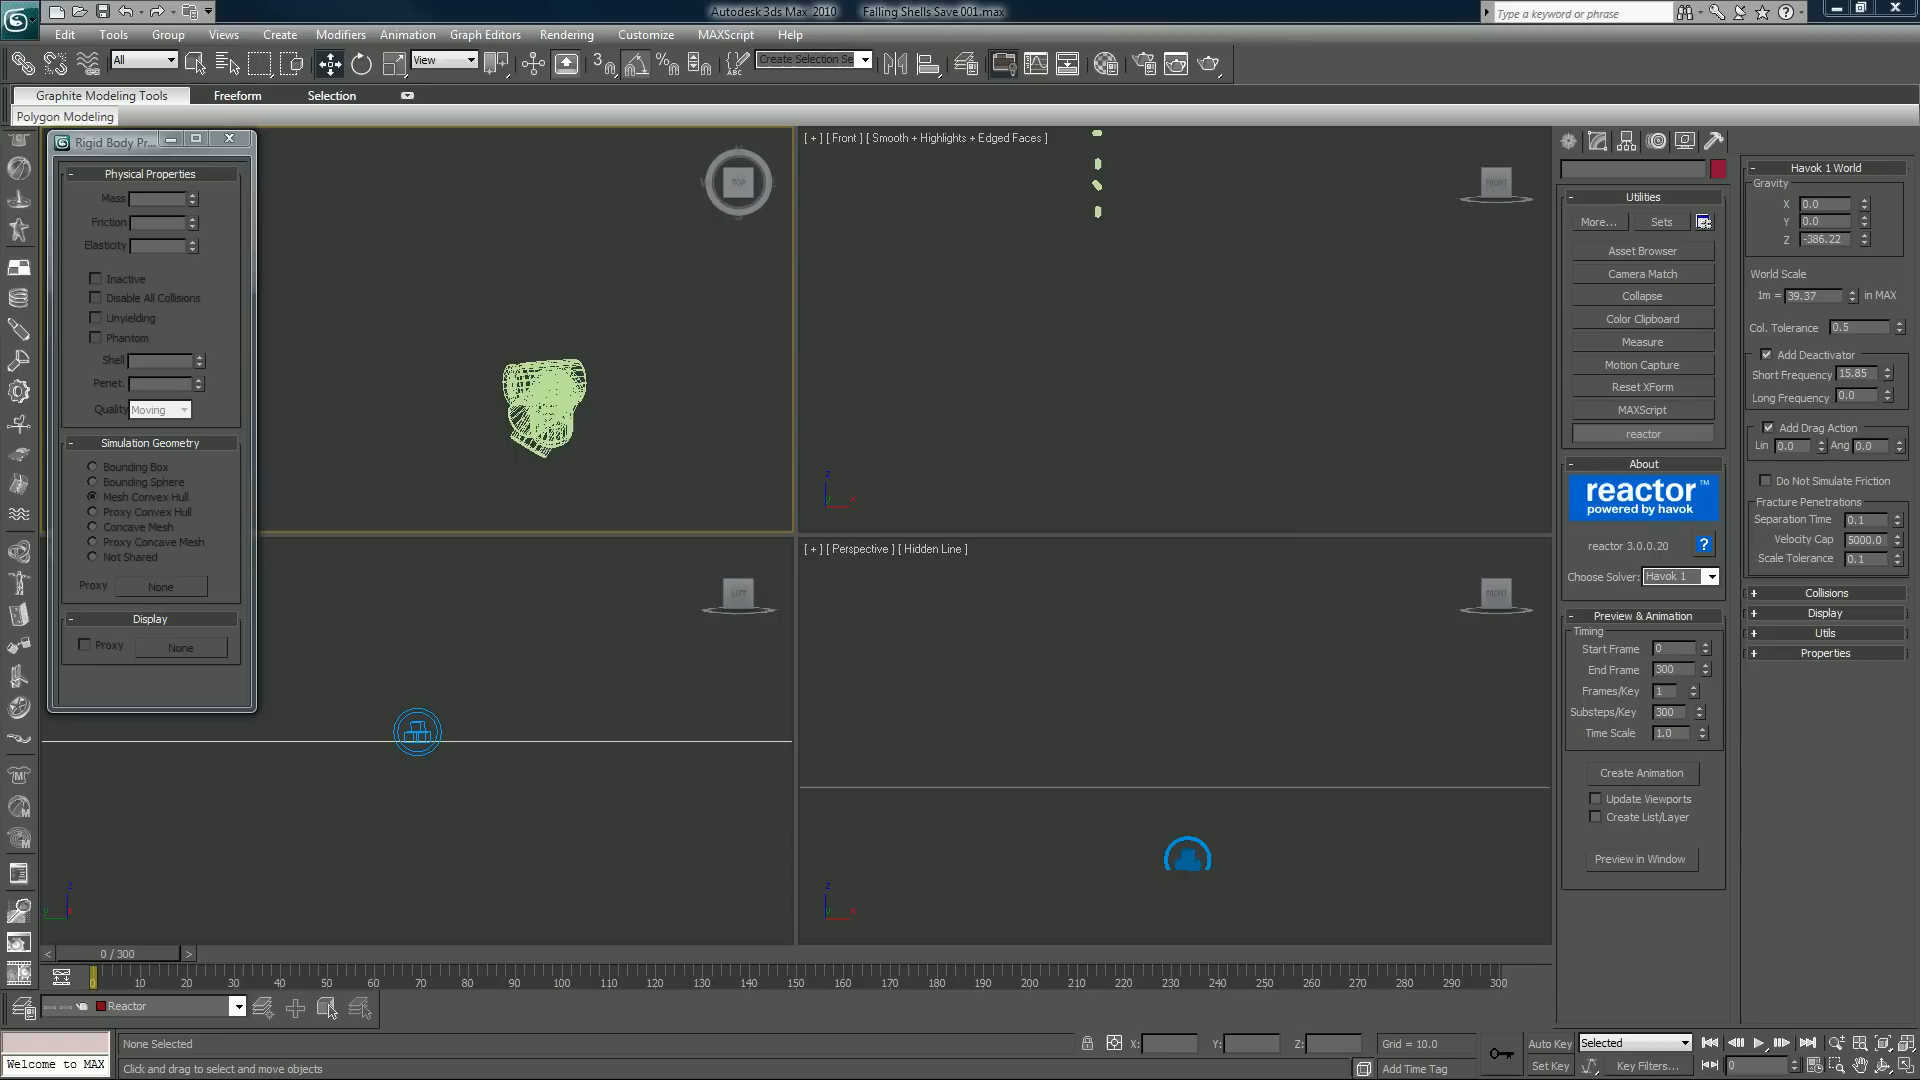 Autodesk 3ds Max 2010 Falling Shells Save 001.max
Type a keyword or phrase
Edit Tools Group Views Create Modifiers Animation Graph Editors Rendering Customize MAXScript Help
All
View
Create Selection Se
Graphite Modeling Tools Freeform Selection
Polygon Modeling
Rigid Body Pr...
- Physical Properties
Mass
Friction
Elasticity
Inactive
Disable All Collisions
Unyielding
Phantom
Shell
Penet.
Quality Moving
- Simulation Geometry
Bounding Box
Bounding Sphere
Mesh Convex Hull
Proxy Convex Hull
Concave Mesh
Proxy Concave Mesh
Not Shared
Proxy None
- Display
Proxy None
TOP
[ + ] [ Front ] [ Smooth + Highlights + Edged Faces ]
FRONT
z
y x
LEFT
z
y x
[ + ] [ Perspective ] [ Hidden Line ]
FRONT
z
y x
- Utilities
More... Sets
Asset Browser
Camera Match
Collapse
Color Clipboard
Measure
Motion Capture
Reset XForm
MAXScript
reactor
- About
reactor™
powered by havok
reactor 3.0.0.20 ?
Choose Solver: Havok 1
- Preview & Animation
Timing
Start Frame 0
End Frame 300
Frames/Key 1
Substeps/Key 300
Time Scale 1.0
Create Animation
Update Viewports
Create List/Layer
Preview in Window
- Havok 1 World
Gravity
X 0.0
Y 0.0
Z -386.22
World Scale
1m = 39.37 in MAX
Col. Tolerance 0.5
Add Deactivator
Short Frequency 15.85
Long Frequency 0.0
Add Drag Action
Lin 0.0 Ang 0.0
Do Not Simulate Friction
Fracture Penetrations
Separation Time 0.1
Velocity Cap 5000.0
Scale Tolerance 0.1
+ Collisions
+ Display
+ Utils
+ Properties
< 0 / 300 >
0 10 20 30 40 50 60 70 80 90 100 110 120 130 140 150 160 170 180 190 200 210 220 230 240 250 260 270 280 290 300
Reactor
None Selected X: Y: Z: Grid = 10.0 Auto Key Selected
Welcome to MAX Click and drag to select and move objects Add Time Tag Set Key Key Filters... 0